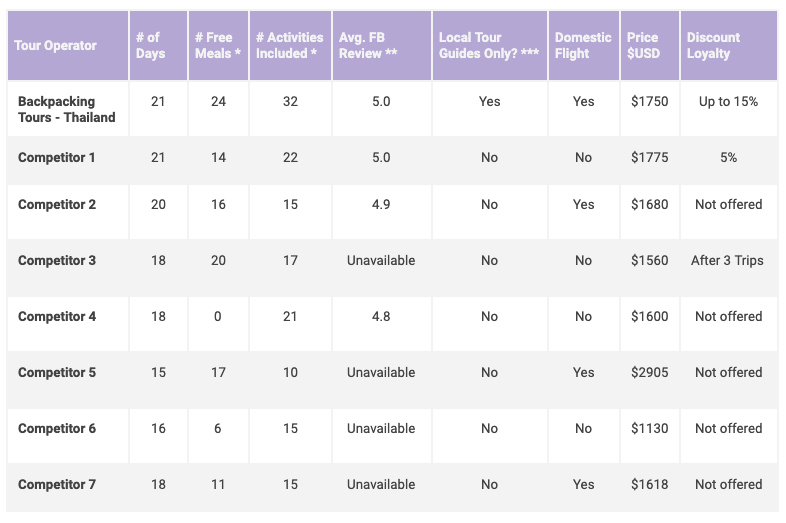 Tour Operator # of Days # Free Meals * # Activities Included * Avg. FB Review ** Local Tour Guides Only? *** Domestic Flight Price $USD Discount Loyalty
Backpacking Tours - Thailand 21 24 32 5.0 Yes Yes $1750 Up to 15%
Competitor 1 21 14 22 5.0 No No $1775 5%
Competitor 2 20 16 15 4.9 No Yes $1680 Not offered
Competitor 3 18 20 17 Unavailable No No $1560 After 3 Trips
Competitor 4 18 0 21 4.8 No No $1600 Not offered
Competitor 5 15 17 10 Unavailable No Yes $2905 Not offered
Competitor 6 16 6 15 Unavailable No No $1130 Not offered
Competitor 7 18 11 15 Unavailable No Yes $1618 Not offered